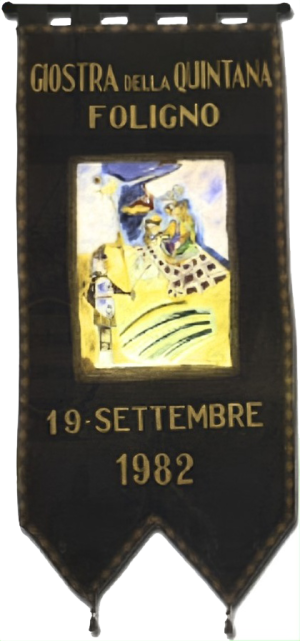 GIOSTRA DELLA QUINTANA
FOLIGNO
19-SETTEMBRE
1982